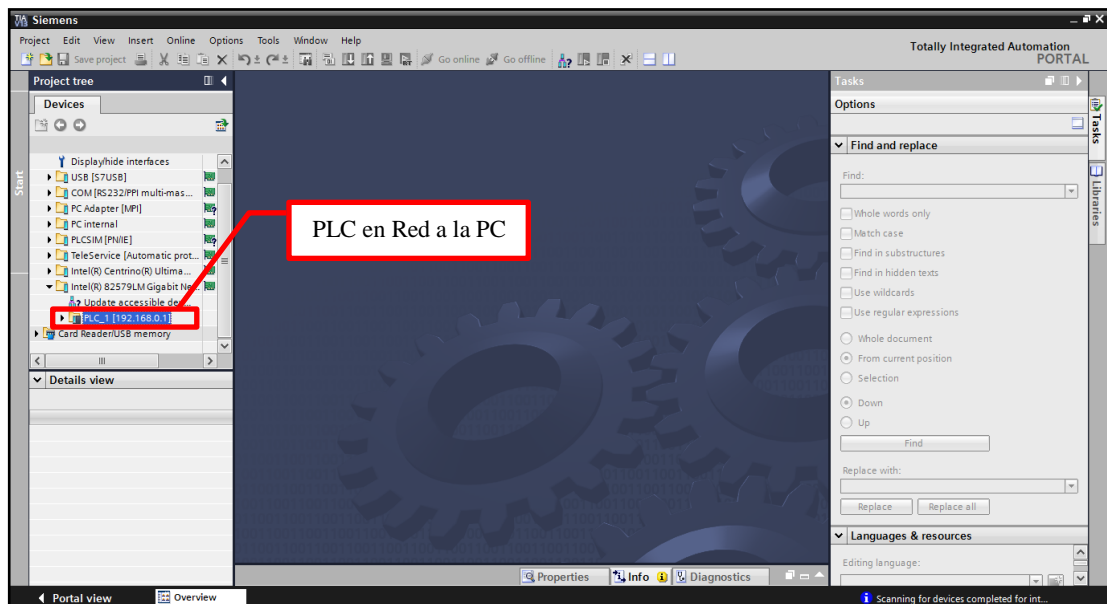 Siemens
Project Edit View Insert Online Options Tools Window Help
Totally Integrated Automation
PORTAL
Save project
Go online
Go offline
Project tree
Devices
Start
Display/hide interfaces
USB [S7USB]
COM [RS232/PPI multi-mas...
PC Adapter [MPI]
PC internal
PLCSIM [PN/IE]
TeleService [Automatic prot...
Intel(R) Centrino(R) Ultima...
Intel(R) 82579LM Gigabit Ne...
Update accessible de...
PLC_1 [192.168.0.1]
Card Reader/USB memory
Details view
PLC en Red a la PC
Tasks
Options
Find and replace
Find:
Whole words only
Match case
Find in substructures
Find in hidden texts
Use wildcards
Use regular expressions
Whole document
From current position
Selection
Down
Up
Find
Replace with:
Replace
Replace all
Languages & resources
Editing language:
Tasks
Libraries
Properties
Info
Diagnostics
Portal view
Overview
Scanning for devices completed for int...